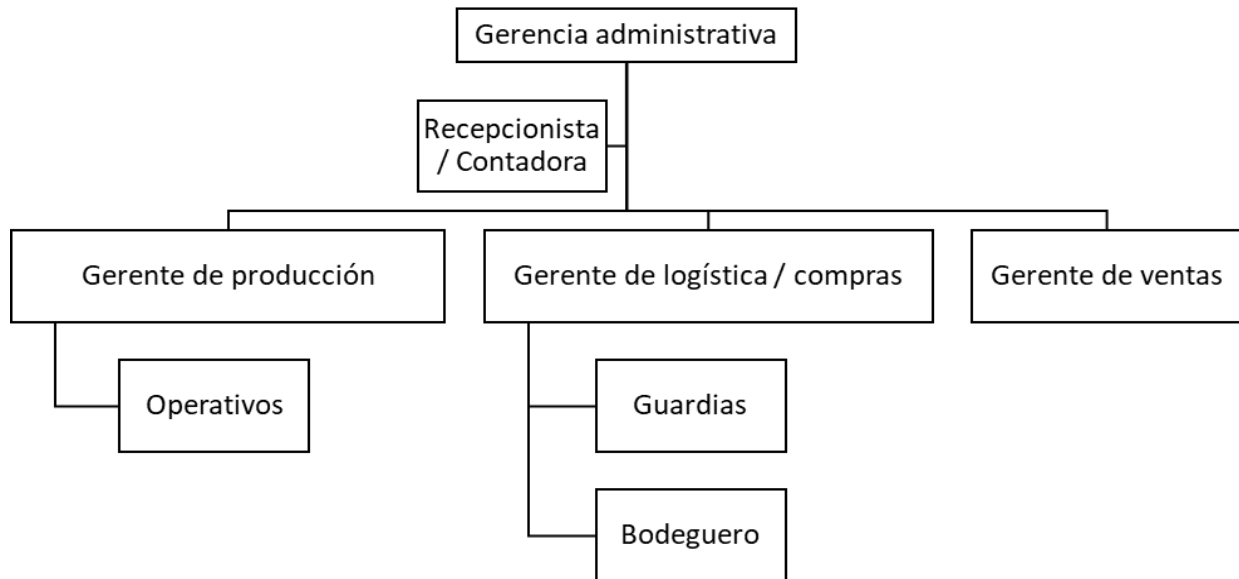 Gerencia administrativa
Recepcionista
/ Contadora
Gerente de producción
Gerente de logística / compras
Gerente de ventas
Operativos
Guardias
Bodeguero